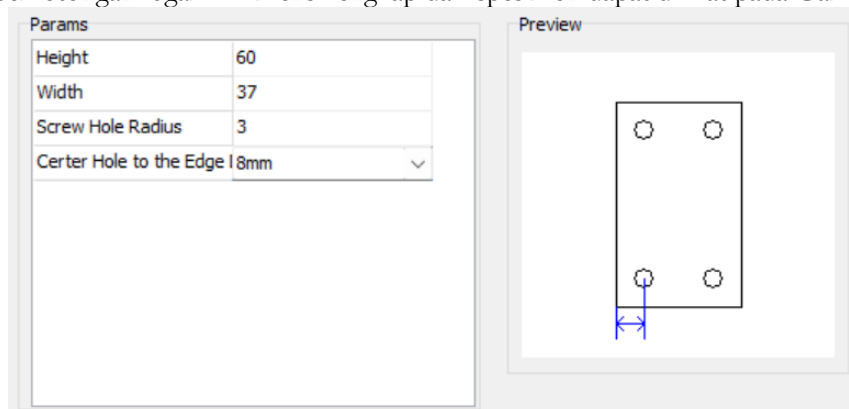 Params
Preview
Height 60
Width 37
Screw Hole Radius 3
Certer Hole to the Edge 8mm